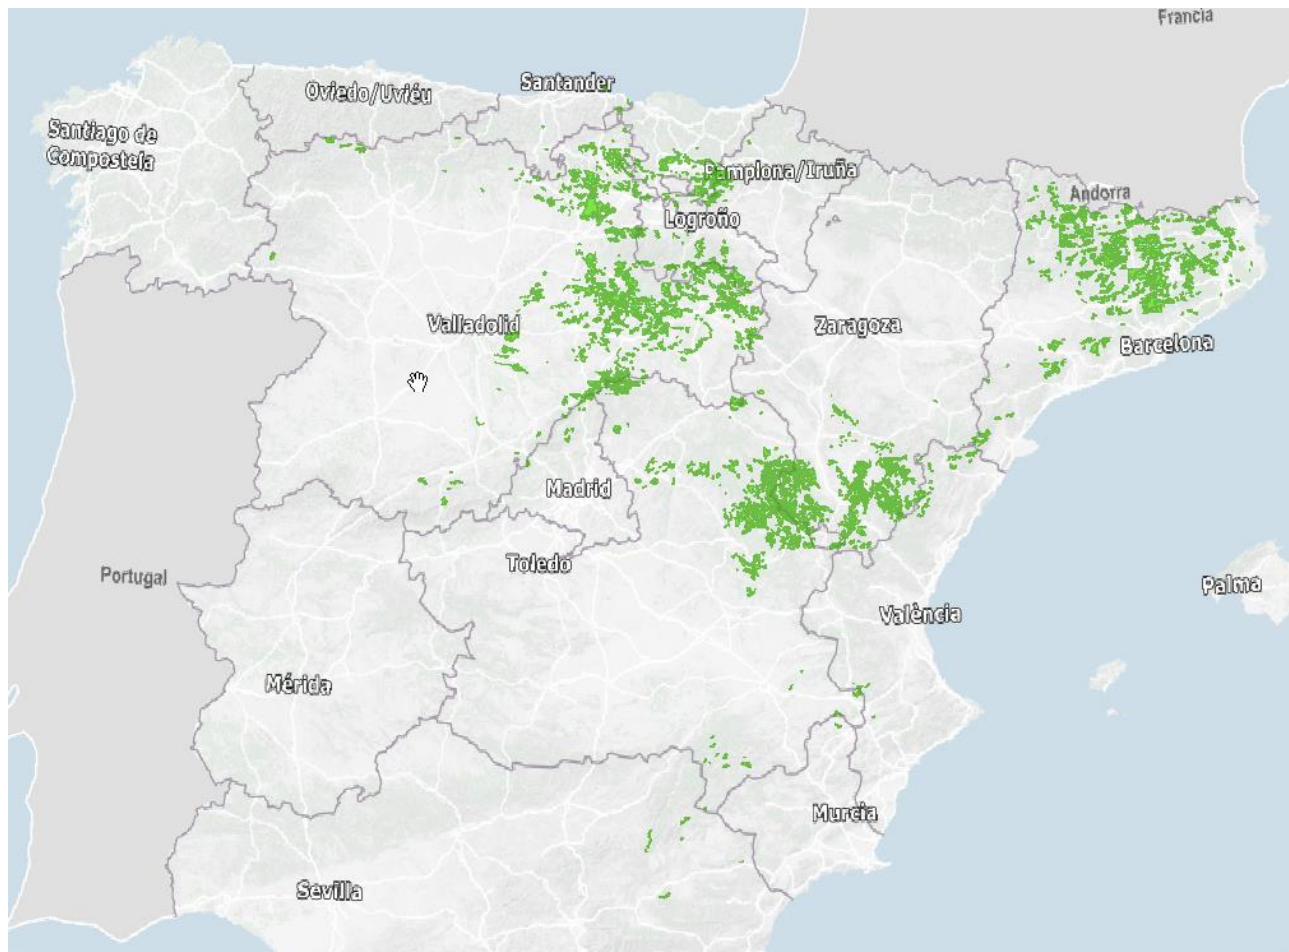 Francia
Santander
Oviedo/Uviéu
Santiago de
Compostela
Pamplona/Iruña
Andorra
Logroño
Valladolid
Zaragoza
Barcelona
Madrid
Toledo
Portugal
Palma
València
Mérida
Murcia
Sevilla